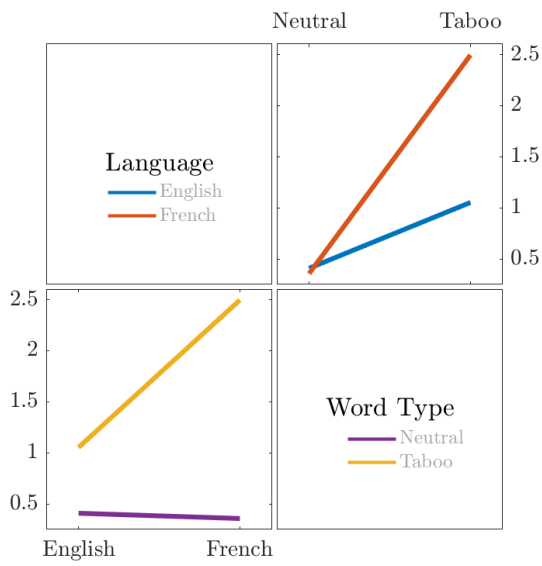 Neutral Taboo
2.5
2
1.5
1
0.5
Language
English
French
2.5
2
1.5
1
0.5
Word Type
Neutral
Taboo
English French